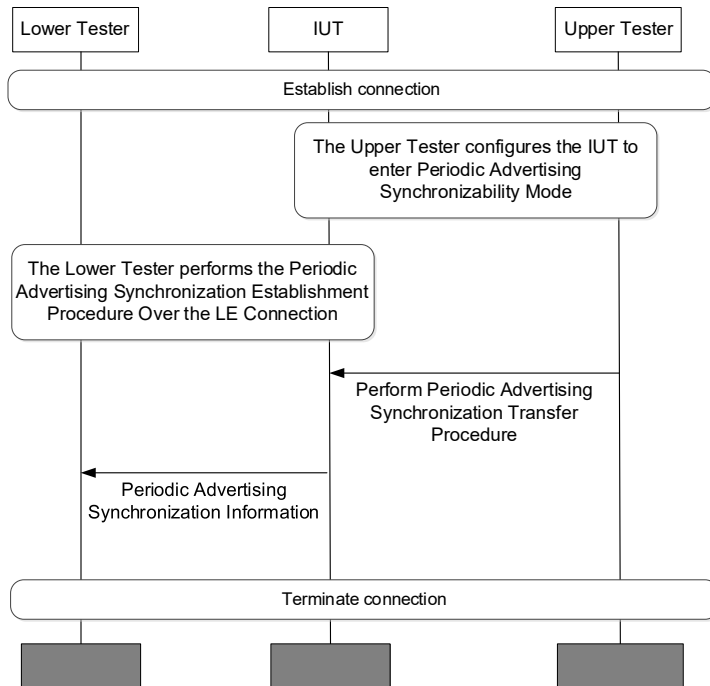 Lower Tester
IUT
Upper Tester
Establish connection
The Upper Tester configures the IUT to
enter Periodic Advertising
Synchronizability Mode
The Lower Tester performs the Periodic
Advertising Synchronization Establishment
Procedure Over the LE Connection
Perform Periodic Advertising
Synchronization Transfer
Procedure
Periodic Advertising
Synchronization Information
Terminate connection